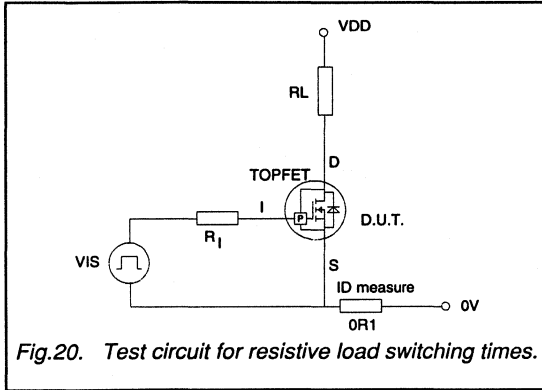 VDD
RL
D
TOPFET
I
P
D.U.T.
RI
VIS
S
ID measure
0V
0R1
Fig.20. Test circuit for resistive load switching times.